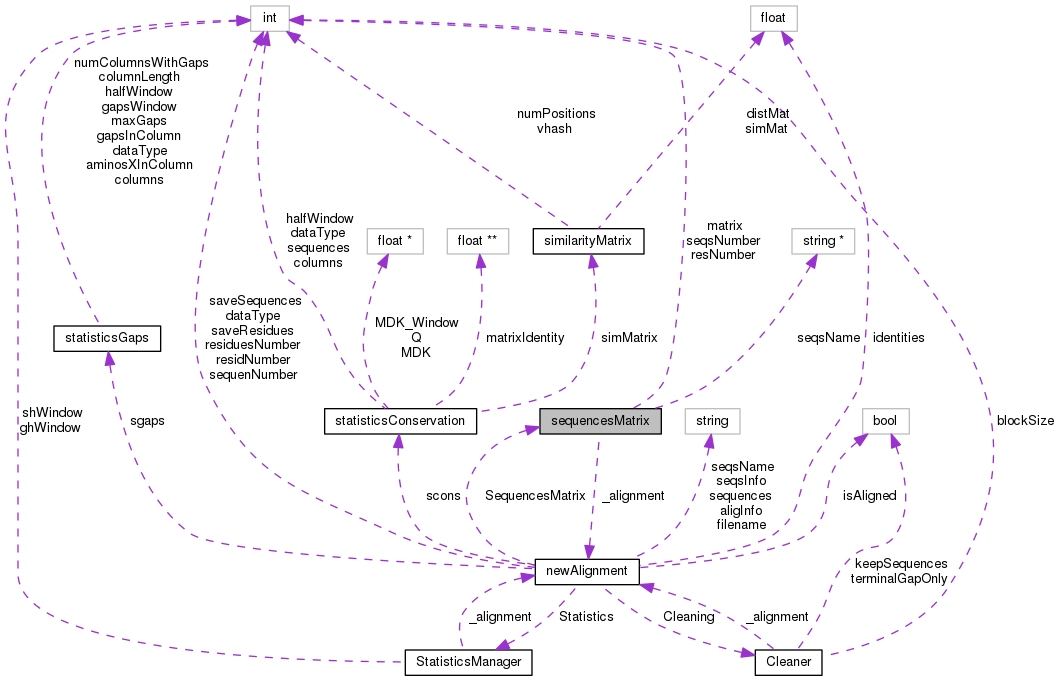 int
float
numColumnsWithGaps
columnLength
halfWindow
gapsWindow
maxGaps
gapsInColumn
dataType
aminosXInColumn
columns
numPositions
vhash
distMat
simMat
halfWindow
dataType
sequences
columns
float *
float **
similarityMatrix
matrix
seqsNumber
resNumber
string *
saveSequences
dataType
saveResidues
residuesNumber
residNumber
sequenNumber
statisticsGaps
MDK_Window
Q
MDK
matrixIdentity
simMatrix
seqsName
identities
shWindow
ghWindow
sgaps
statisticsConservation
sequencesMatrix
string
bool
blockSize
scons
SequencesMatrix
_alignment
seqsName
seqsInfo
sequences
aligInfo
filename
isAligned
newAlignment
keepSequences
terminalGapOnly
_alignment
Statistics
Cleaning
_alignment
StatisticsManager
Cleaner